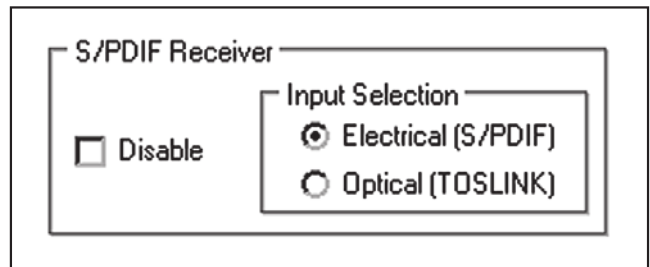 S/PDIF Receiver
Input Selection
Disable
Electrical (S/PDIF)
Optical (TOSLINK)